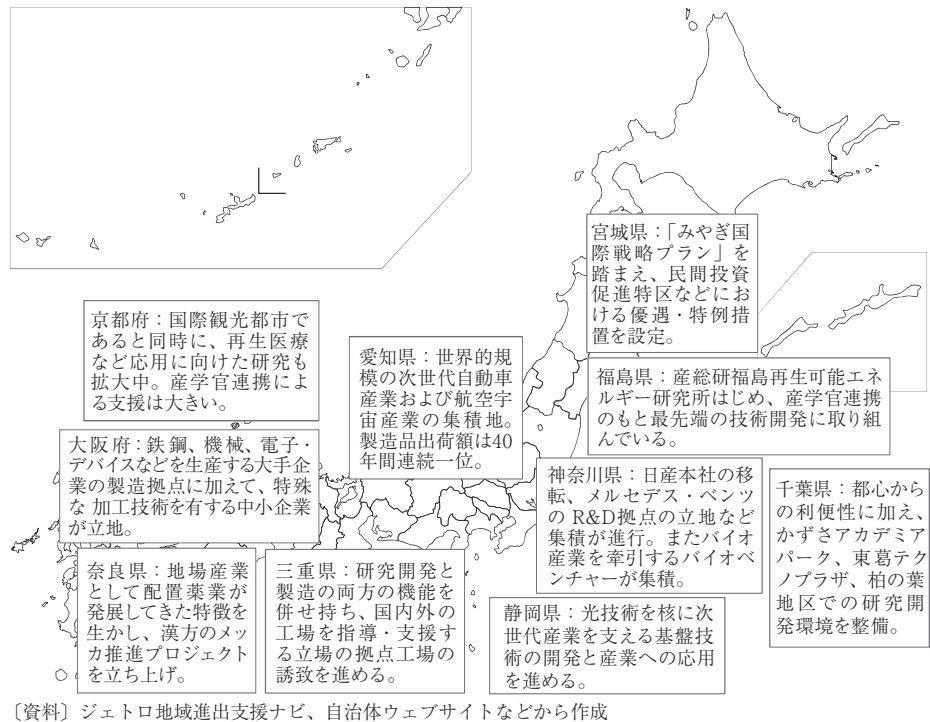 宮城県：「みやぎ国
際戦略プラン」を
踏まえ、民間投資
促進特区などにお
ける優遇・特例措
置を設定。
京都府：国際観光都市で
あると同時に、再生医療
など応用に向けた研究も
拡大中。産学官連携によ
る支援は大きい。
愛知県：世界的規
模の次世代自動車
産業および航空宇
宙産業の集積地。
製造品出荷額は40
年間連続一位。
福島県：産総研福島再生可能エネ
ルギー研究所はじめ、産学官連携
のもと最先端の技術開発に取り組
んでいる。
大阪府：鉄鋼、機械、電子・
デバイスなどを生産する大手企
業の製造拠点に加えて、特殊
な 加工技術を有する中小企業
が立地。
神奈川県：日産本社の移
転、メルセデス・ベンツ
の R&D拠点の立地など
集積が進行。またバイオ
産業を牽引するバイオベ
ンチャーが集積。
千葉県：都心から
の利便性に加え、
かずさアカデミア
パーク、東葛テク
ノプラザ、柏の葉
地区での研究開
発環境を整備。
奈良県：地場産業
として配置薬業が
発展してきた特徴を
生かし、漢方のメッ
カ推進プロジェクト
を立ち上げ。
三重県：研究開発と
製造の両方の機能を
併せ持ち、国内外の
工場を指導・支援す
る立場の拠点工場の
誘致を進める。
静岡県：光技術を核に次
世代産業を支える基盤技
術の開発と産業への応用
を進める。
〔資料〕ジェトロ地域進出支援ナビ、自治体ウェブサイトなどから作成